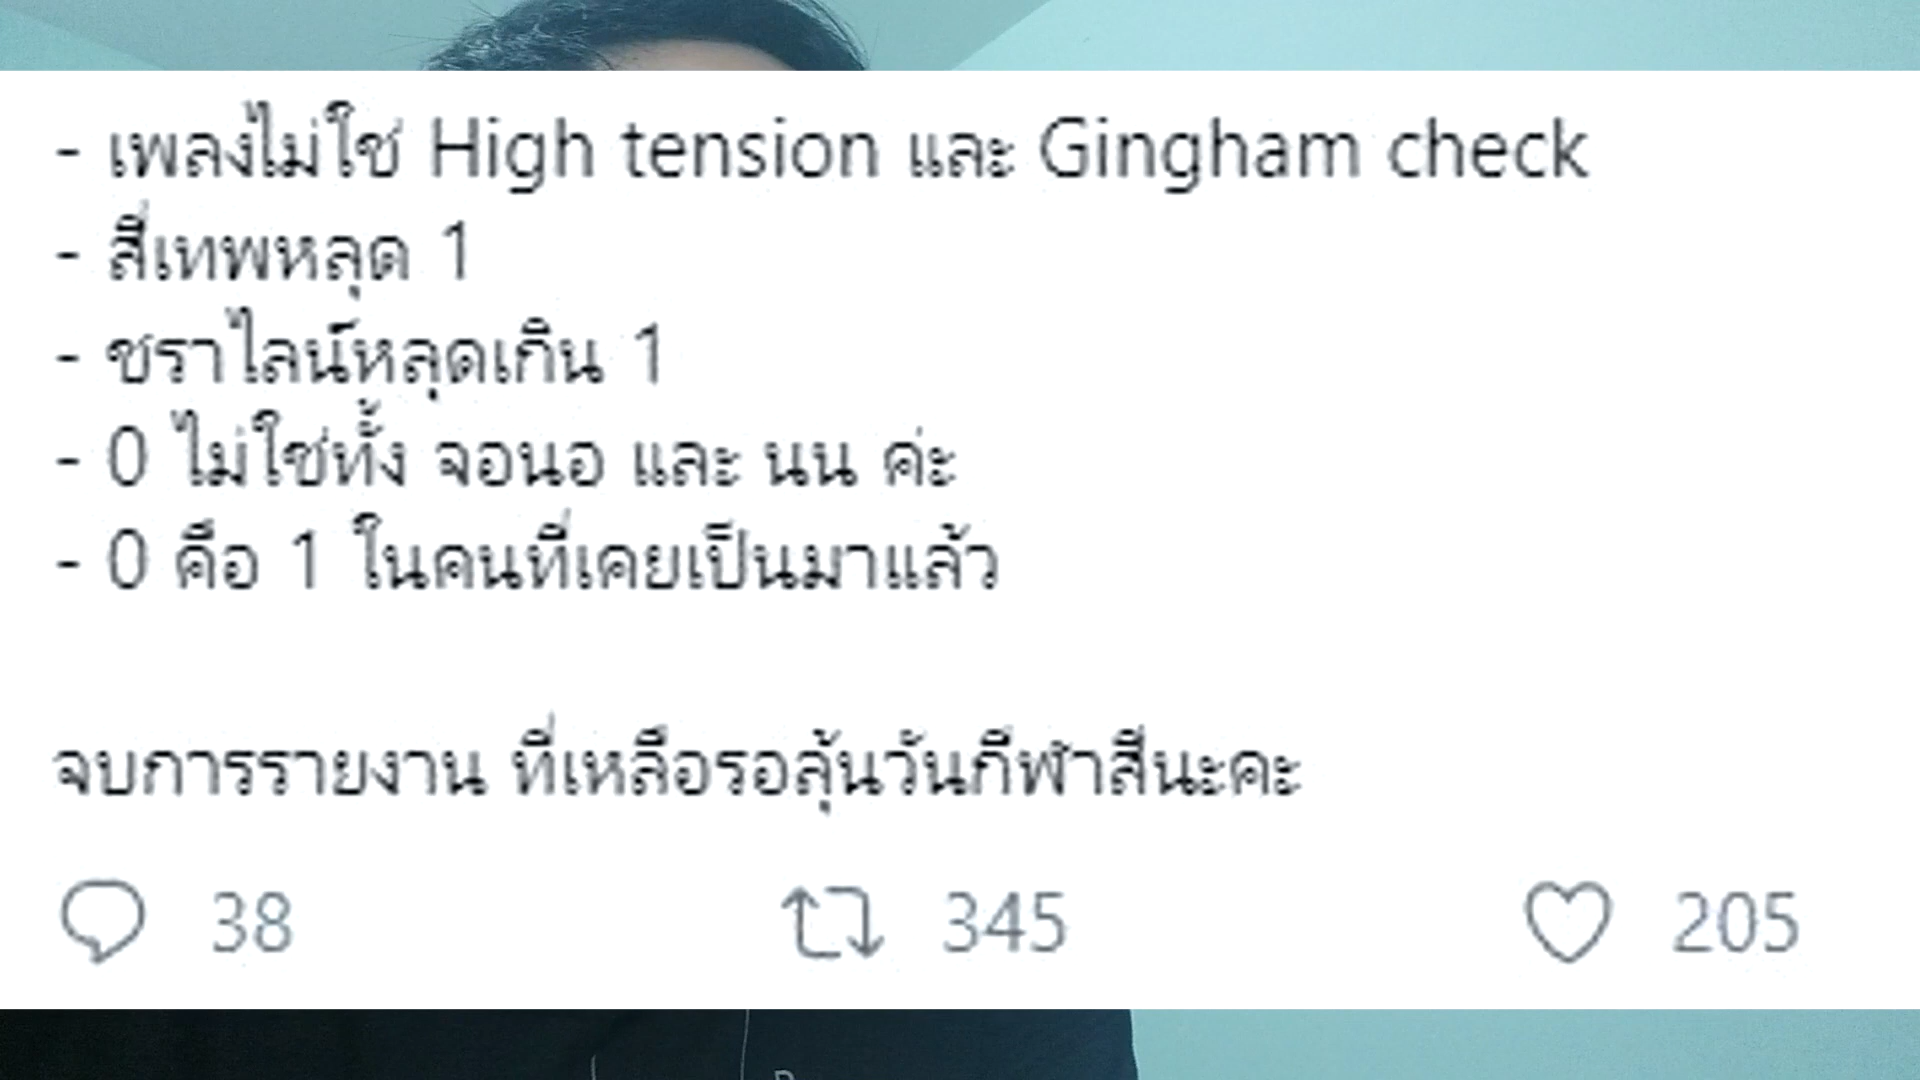 - เพลงไม่ใช่ High tension และ Gingham check
- สี่เทพหลุด 1
- ชราไลน์หลุดเกิน 1
- 0 ไม่ใช่ทั้ง จอนอ และ นน ค่ะ
- 0 คือ 1 ในคนที่เคยเป็นมาแล้ว
จบการรายงาน ที่เหลือรอลุ้นวันกีฬาสีนะคะ
38 345 205